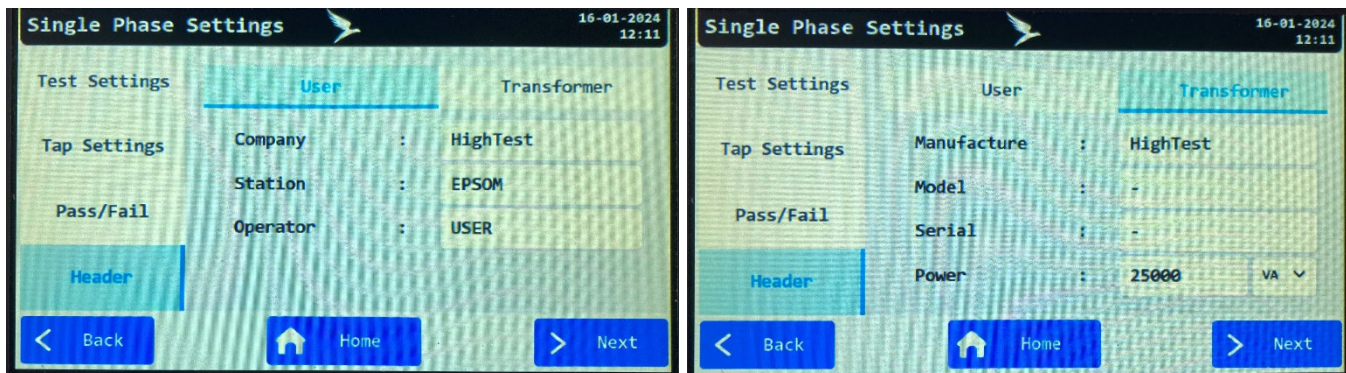 Single Phase Settings
16-01-2024
12:11
Test Settings
User
Transformer
Tap Settings
Company : HighTest
Station : EPSOM
Pass/Fail
Operator : USER
Header
Back
Home
Next
Single Phase Settings
16-01-2024
12:11
Test Settings
User
Transformer
Tap Settings
Manufacture : HighTest
Model : -
Pass/Fail
Serial : -
Header
Power : 25000 VA
Back
Home
Next